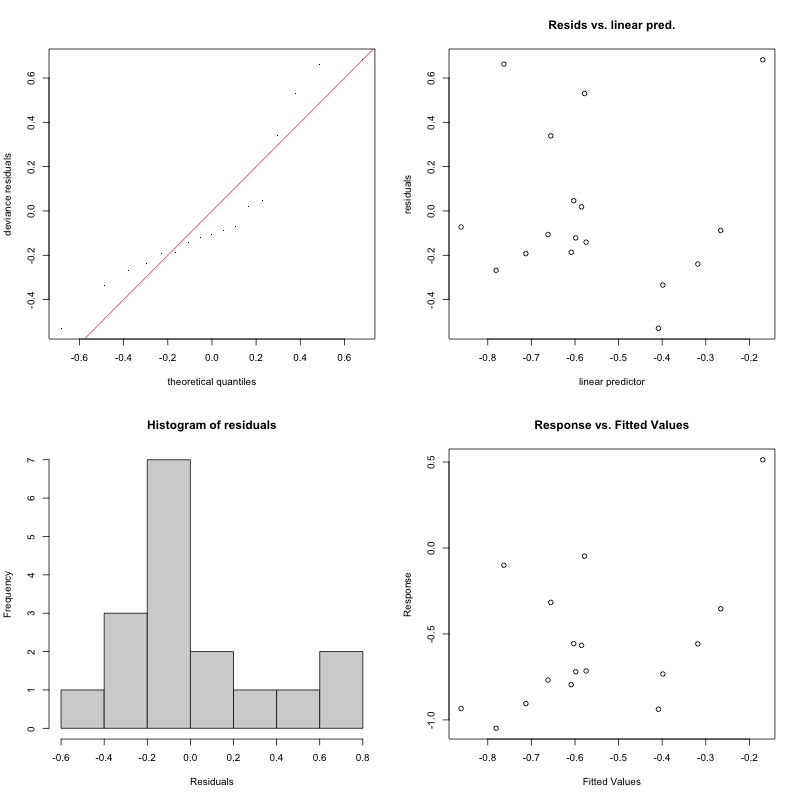 0.6
0.4
0.2
0.0
-0.2
-0.4
deviance residuals
-0.6 -0.4 -0.2 0.0 0.2 0.4 0.6
theoretical quantiles
Resids vs. linear pred.
0.6
0.4
0.2
0.0
-0.2
-0.4
residuals
-0.8 -0.7 -0.6 -0.5 -0.4 -0.3 -0.2
linear predictor
Histogram of residuals
7
6
5
4
3
2
1
0
Frequency
-0.6 -0.4 -0.2 0.0 0.2 0.4 0.6 0.8
Residuals
Response vs. Fitted Values
0.5
0.0
-0.5
-1.0
Response
-0.8 -0.7 -0.6 -0.5 -0.4 -0.3 -0.2
Fitted Values